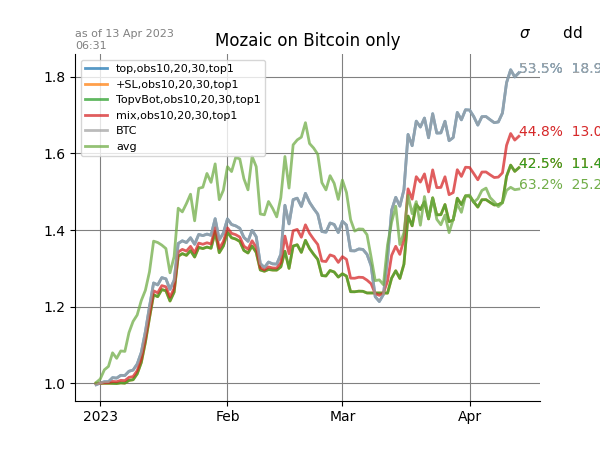 as of 13 Apr 2023
06:31
Mozaic on Bitcoin only
σ dd
top,obs10,20,30,top1
+SL,obs10,20,30,top1
TopvBot,obs10,20,30,top1
mix,obs10,20,30,top1
BTC
avg
53.5% 18.9
44.8% 13.0
42.5% 11.4
63.2% 25.2
1.8
1.6
1.4
1.2
1.0
2023 Feb Mar Apr